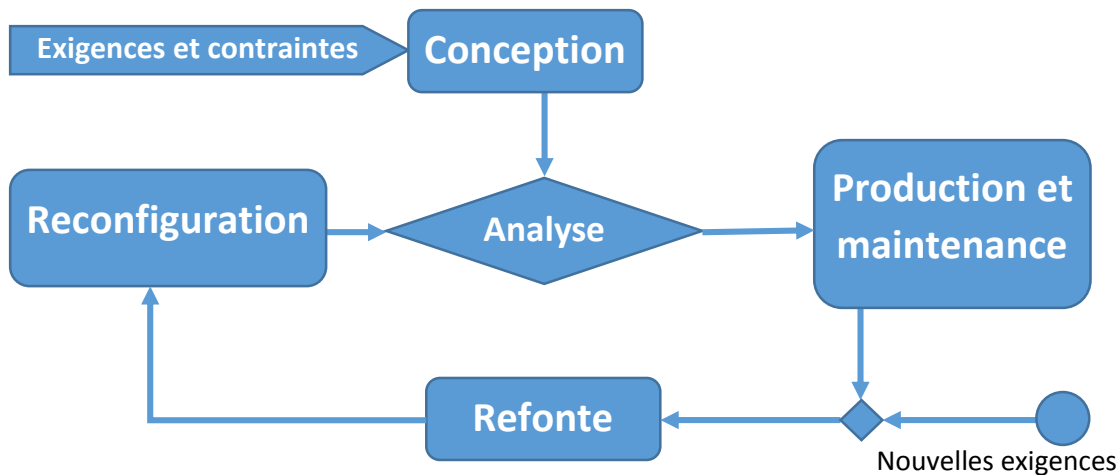 Exigences et contraintes
Conception
Reconfiguration
Analyse
Production et
maintenance
Refonte
Nouvelles exigences